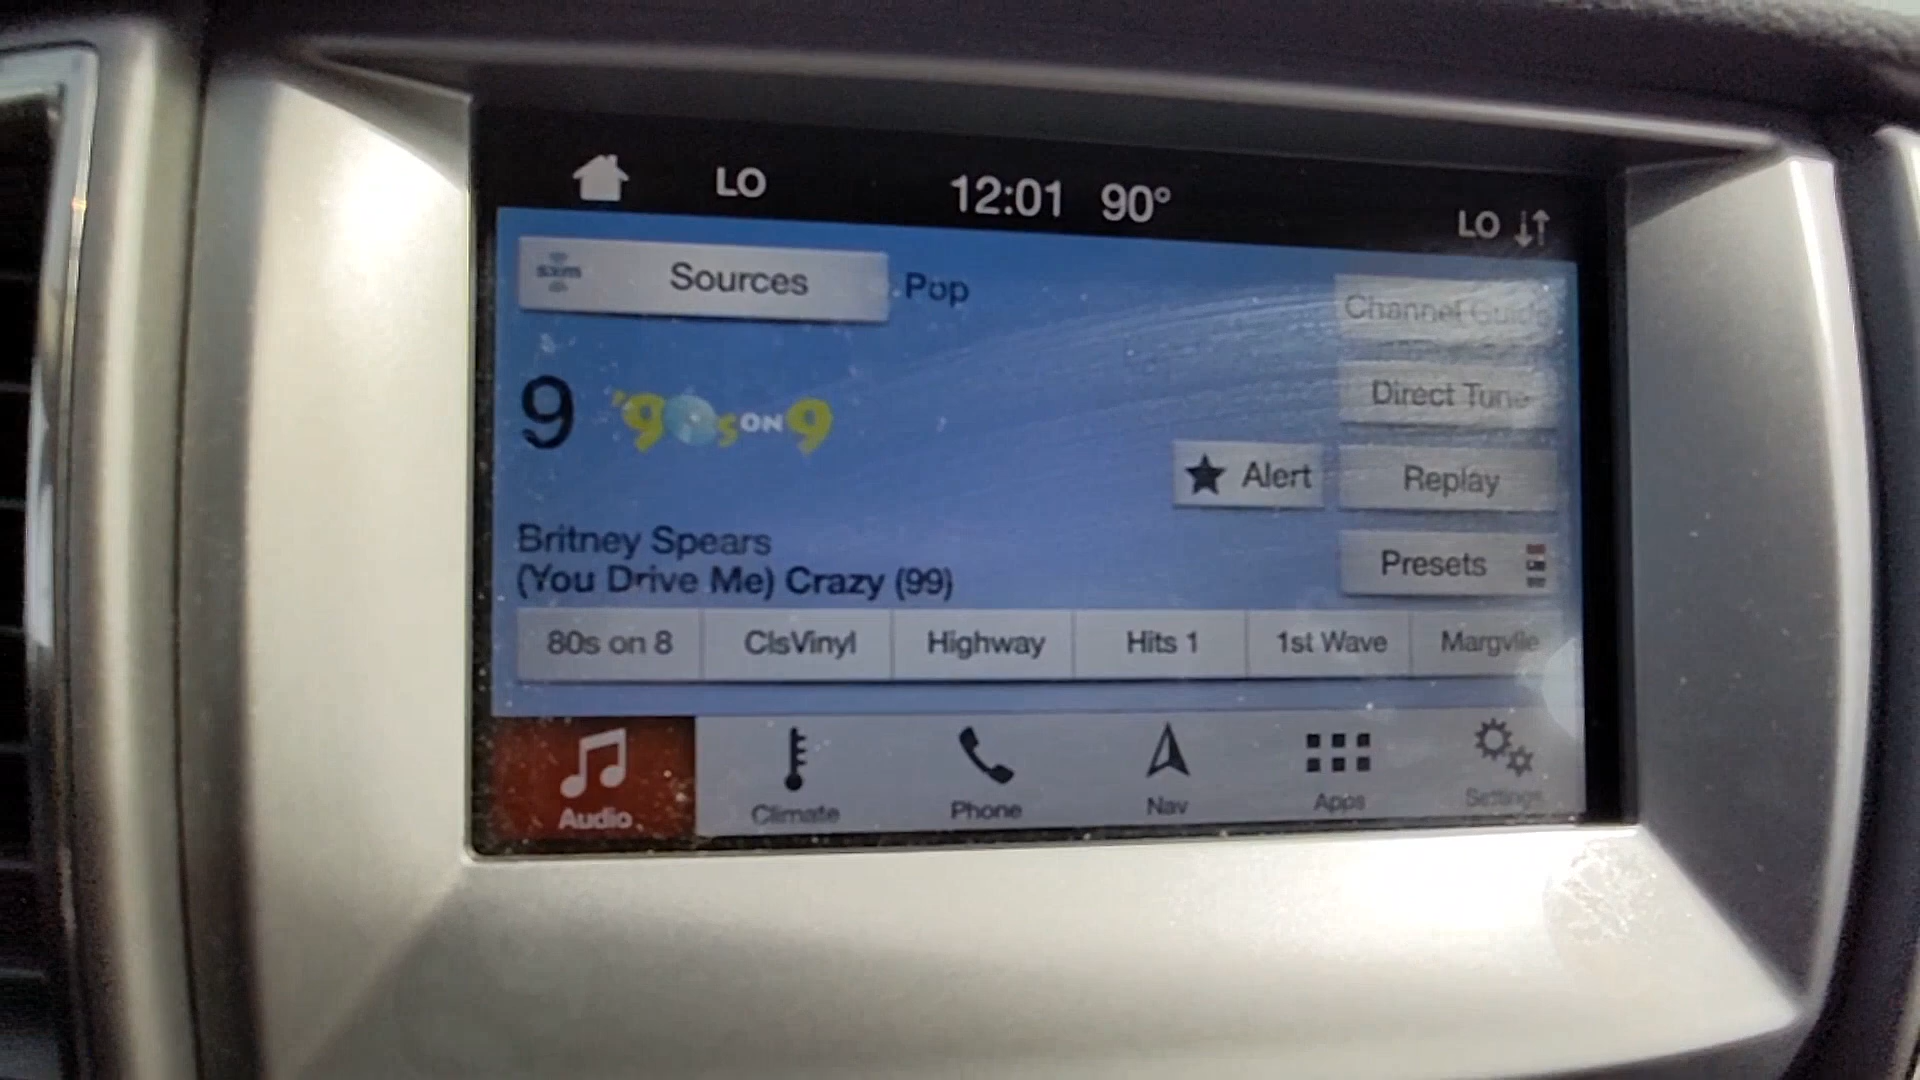 LO 12:01 90° LO
sxm Sources Pop Channel Guide
9 '90s ON 9 Direct Tune
Alert Replay
Britney Spears
Presets
(You Drive Me) Crazy (99)
80s on 8 ClsVinyl Highway Hits 1 1st Wave Margvlle
Audio Climate Phone Nav Apps Settings